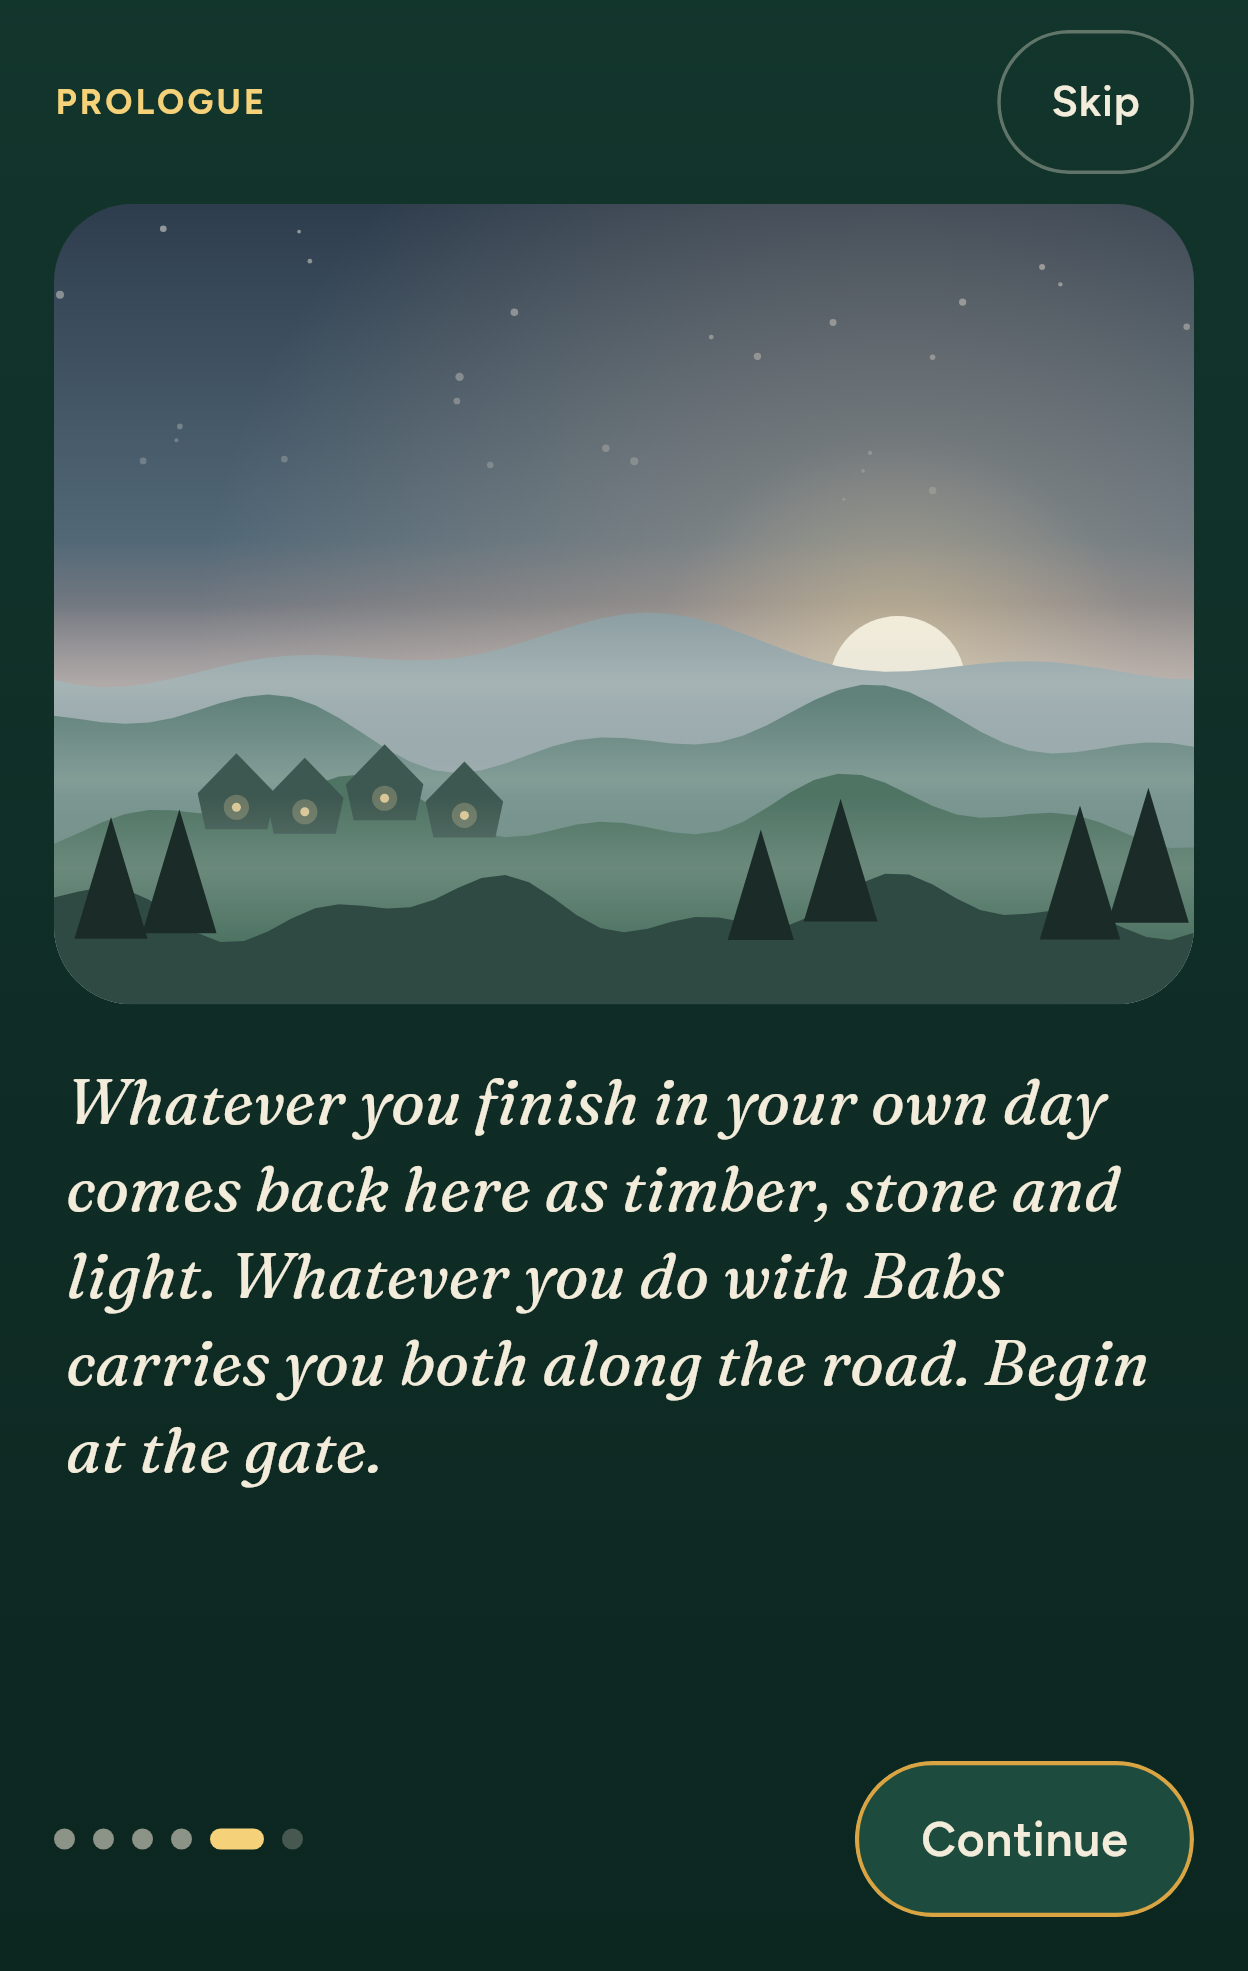 PROLOGUE
Skip
Whatever you finish in your own day
comes back here as timber, stone and
light. Whatever you do with Babs
carries you both along the road. Begin
at the gate.
Continue